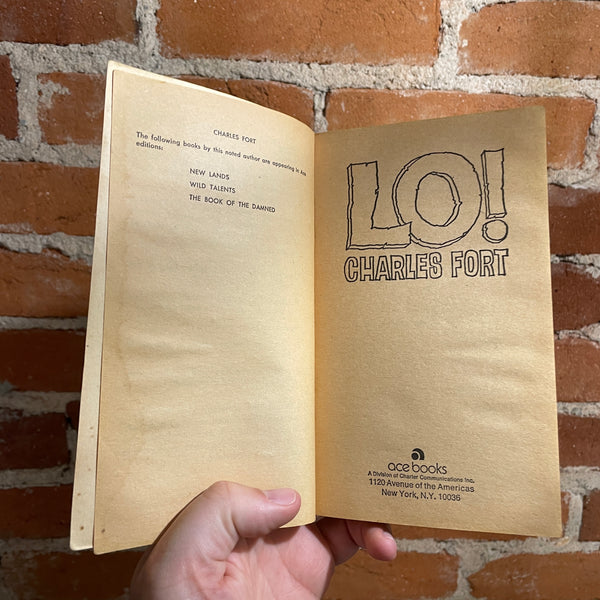 CHARLES FORT
The following books by this noted author are appearing in Ace
editions:
NEW LANDS
WILD TALENTS
THE BOOK OF THE DAMNED
LO!
CHARLES FORT
ace books
A Division of Charter Communications Inc.
1120 Avenue of the Americas
New York, N.Y. 10036